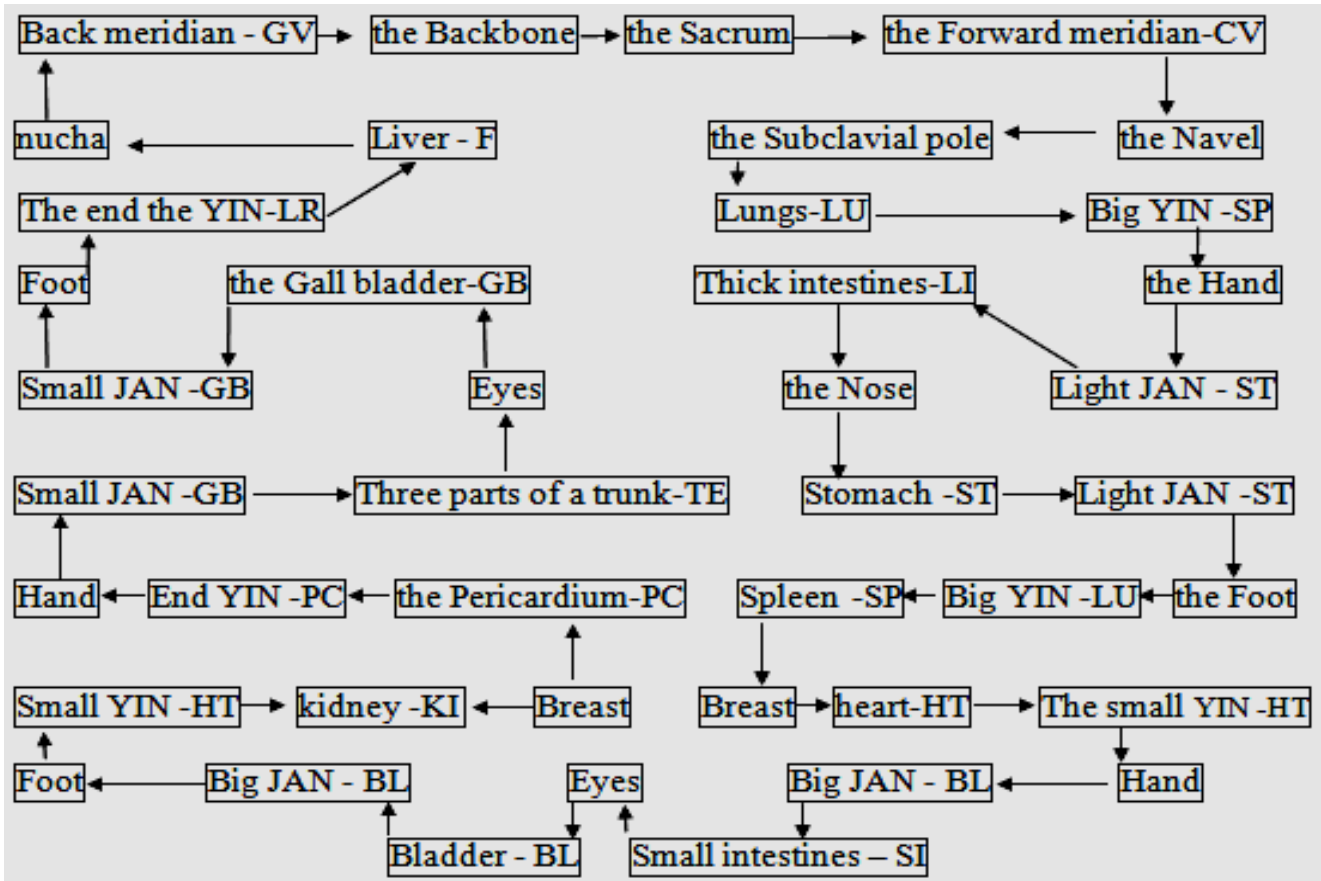 Back meridian - GV
the Backbone
the Sacrum
the Forward meridian-CV
nucha
Liver - F
the Subclavial pole
the Navel
The end the YIN-LR
Lungs-LU
Big YIN -SP
Foot
the Gall bladder-GB
Thick intestines-LI
the Hand
Small JAN -GB
Eyes
the Nose
Light JAN - ST
Small JAN -GB
Three parts of a trunk-TE
Stomach -ST
Light JAN -ST
Hand
End YIN -PC
the Pericardium-PC
Spleen -SP
Big YIN -LU
the Foot
Small YIN -HT
kidney -KI
Breast
Breast
heart-HT
The small YIN -HT
Foot
Big JAN - BL
Eyes
Big JAN - BL
Hand
Bladder - BL
Small intestines – SI